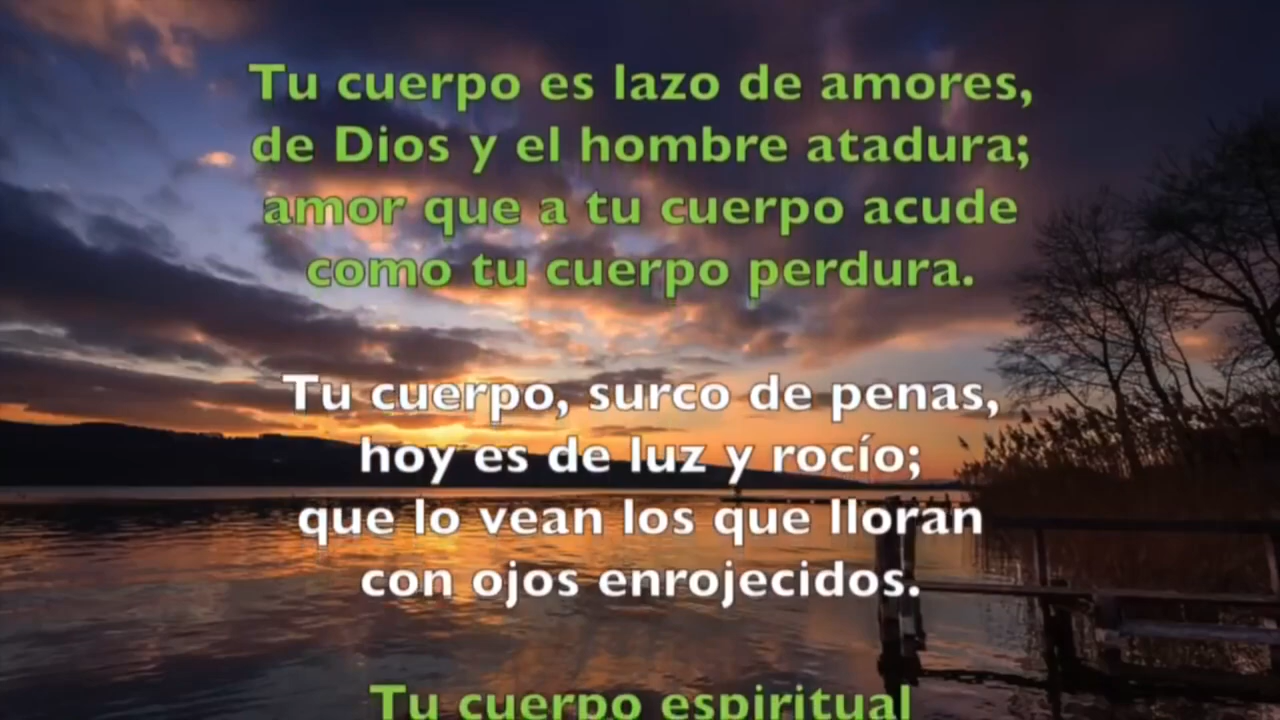 Tu cuerpo es lazo de amores,
de Dios y el hombre atadura;
amor que a tu cuerpo acude
como tu cuerpo perdura.
Tu cuerpo, surco de penas,
hoy es de luz y rocío;
que lo vean los que lloran
con ojos enrojecidos.
Tu cuerpo espiritual